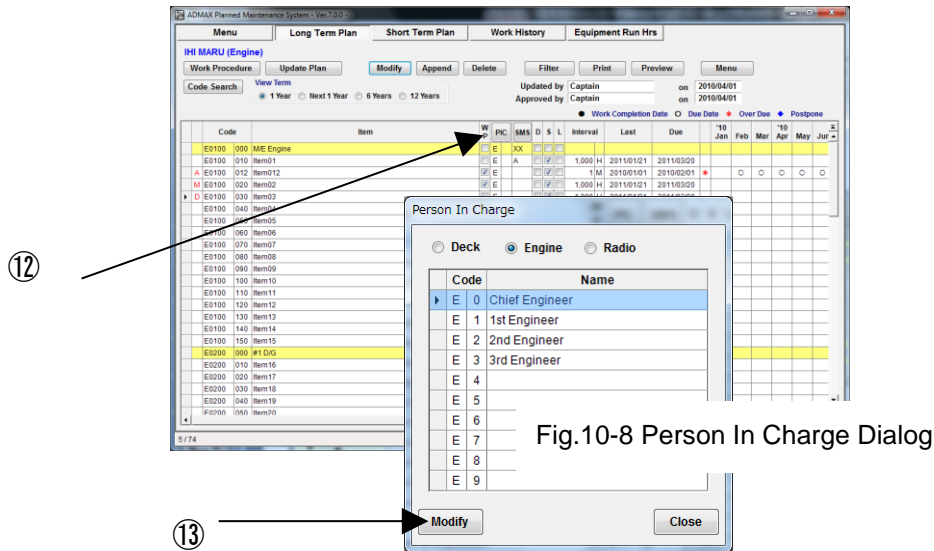 ADMAX Planned Maintenance System - Ver.7.0.0 -
Menu Long Term Plan Short Term Plan Work History Equipment Run Hrs
IHI MARU (Engine)
Work Procedure Update Plan Modify Append Delete Filter Print Preview Menu
Code Search View Term Updated by Captain on 2010/04/01
1 Year Next 1 Year 6 Years 12 Years Approved by Captain on 2010/04/01
● Work Completion Date O Due Date * Over Due ◆ Postpone
Code Item W P PIC SMS D S L Interval Last Due '10 Jan Feb Mar '10 Apr May Jur
E0100 000 M/E Engine E XX
E0100 010 Item01 E A 1,000 H 2011/01/21 2011/03/20
A E0100 012 Item012 E 1 M 2010/01/01 2010/02/01 * O O O O
M E0100 020 Item02 E 1,000 H 2011/01/21 2011/03/20
D E0100 030 Item03
E0100 040 Item04
E0100 050 Item05
E0100 060 Item06
E0100 070 Item07
E0100 080 Item08
E0100 090 Item09
E0100 100 Item10
E0100 110 Item11
E0100 120 Item12
E0100 130 Item13
E0100 140 Item14
E0100 150 Item15
E0200 000 #1 D/G
E0200 010 Item16
E0200 020 Item17
E0200 030 Item18
E0200 040 Item19
E0200 050 Item20
5 / 74
⑫
Person In Charge
Deck Engine Radio
Code Name
E 0 Chief Engineer
E 1 1st Engineer
E 2 2nd Engineer
E 3 3rd Engineer
E 4
E 5
E 6
E 7
E 8
E 9
Modify Close
⑬
Fig.10-8 Person In Charge Dialog